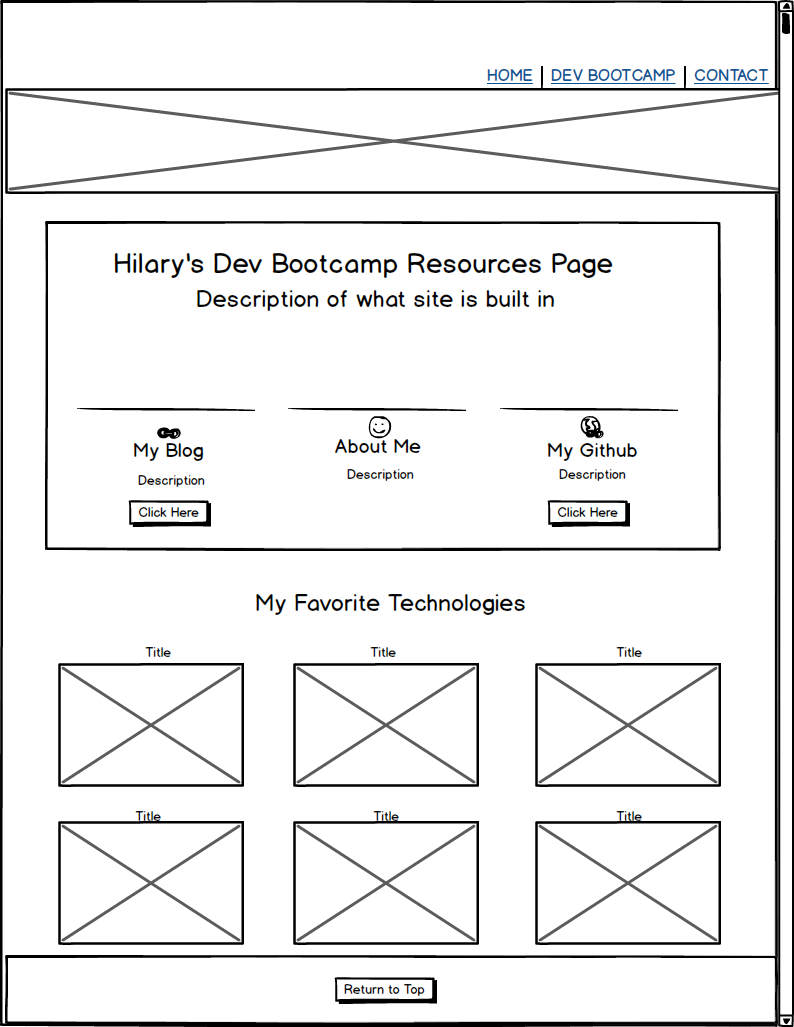 HOME DEV BOOTCAMP CONTACT
Hilary's Dev Bootcamp Resources Page
Description of what site is built in
My Blog About Me My Github
Description Description Description
Click Here Click Here
My Favorite Technologies
Title Title Title
Title Title Title
Return to Top